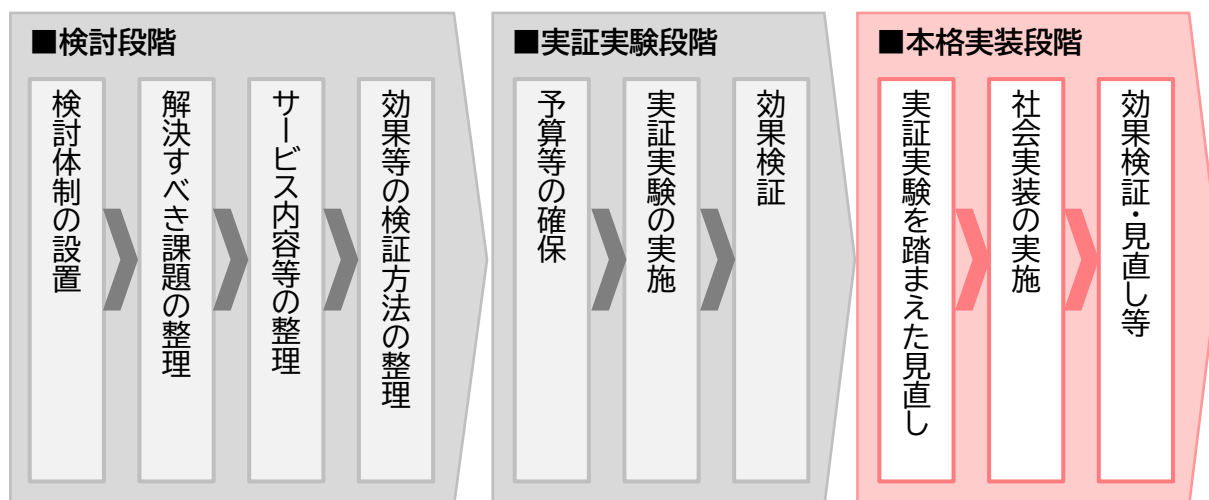 ■検討段階
検討体制の設置
解決すべき課題の整理
サービス内容等の整理
効果等の検証方法の整理
■実証実験段階
予算等の確保
実証実験の実施
効果検証
■本格実装段階
実証実験を踏まえた見直し
社会実装の実施
効果検証・見直し等